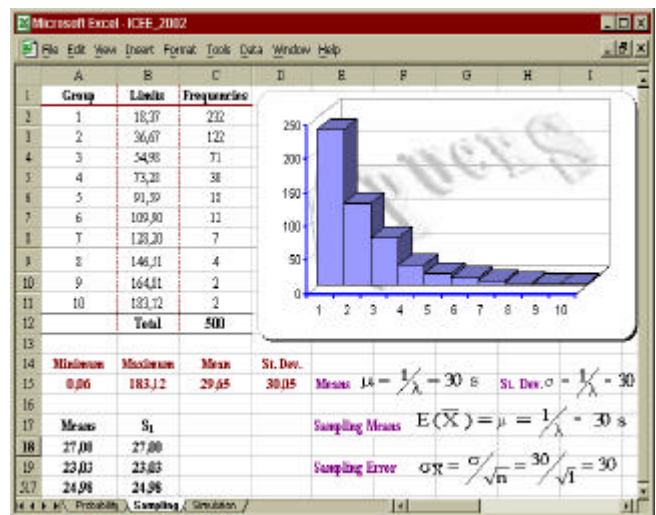 Microsoft Excel - ICEE_2002
File Edit View Insert Format Tools Data Window Help
A B C D E F G H I
1 Group Limits Frequencies
2 1 18,37 232
3 2 36,67 122
4 3 54,98 71
5 4 73,28 38
6 5 91,59
7 6 109,90
8 7 128,20 7
9 8 146,51 4
10 9 164,81 2
11 10 183,12 2
12 Total 500
250
200
150
100
50
0
1 2 3 4 5 6 7 8 9 10
13
14 Minimum Maximum Mean St. Dev.
15 0,06 183,12 29,65 30,05 Means μ = 1/λ = 30 s St. Dev. σ = 1/λ = 30
16
17 Means S1 Sampling Means E(X̄) = μ = 1/λ = 30 s
18 27,00 27,00
19 23,03 23,03 Sampling Error σx̄ = σ/√n = 30/√1 = 30
24,98 24,98
Probability Sampling Simulation